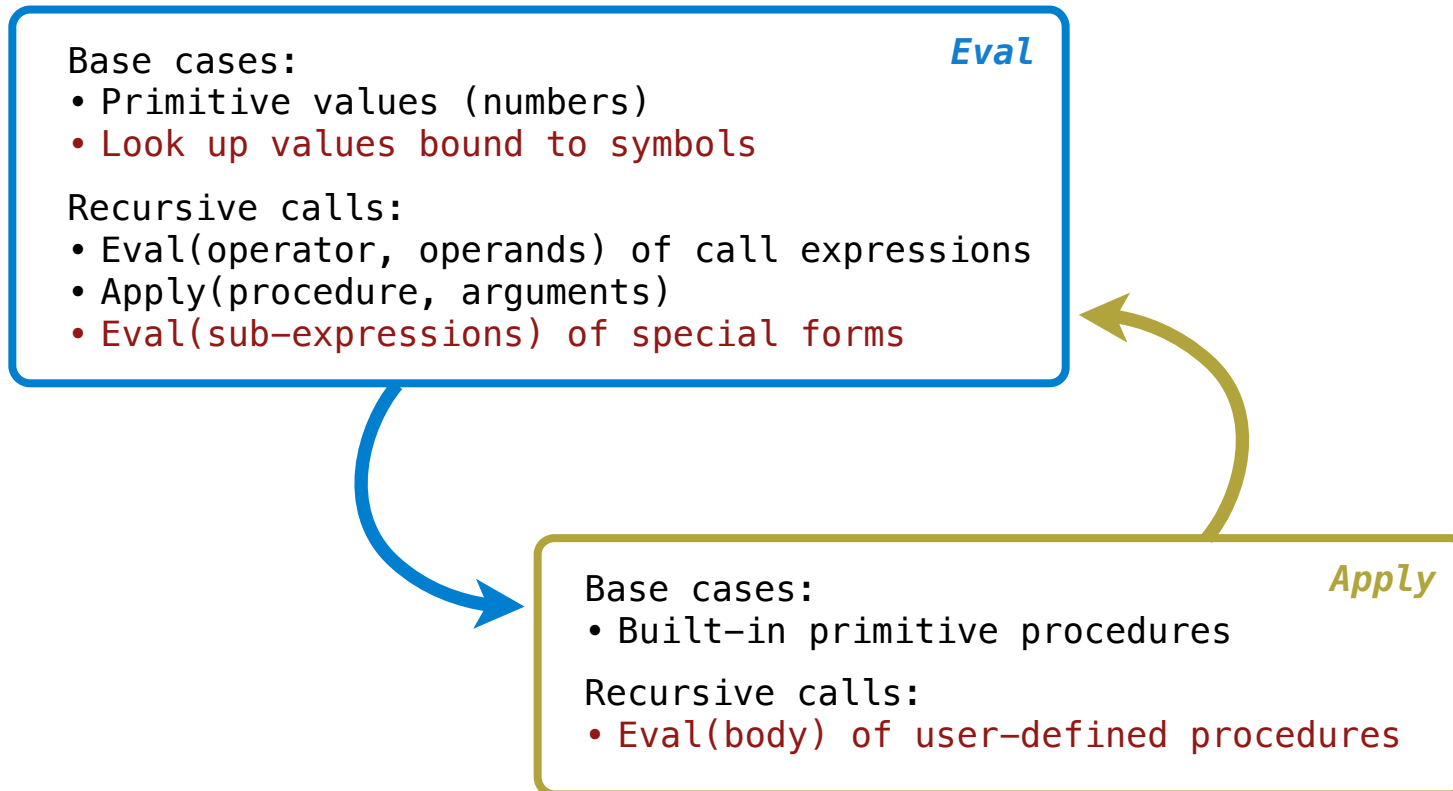 Eval
Base cases:
• Primitive values (numbers)
• Look up values bound to symbols
Recursive calls:
• Eval(operator, operands) of call expressions
• Apply(procedure, arguments)
• Eval(sub-expressions) of special forms
Apply
Base cases:
• Built-in primitive procedures
Recursive calls:
• Eval(body) of user-defined procedures